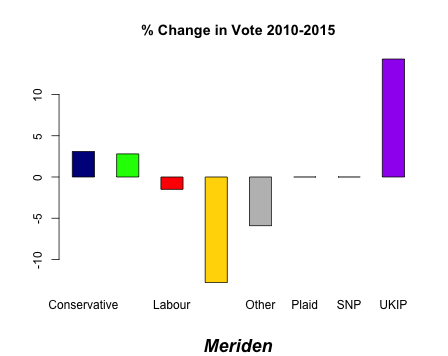 % Change in Vote 2010-2015
10
5
0
-5
-10
Conservative Labour Other Plaid SNP UKIP
Meriden